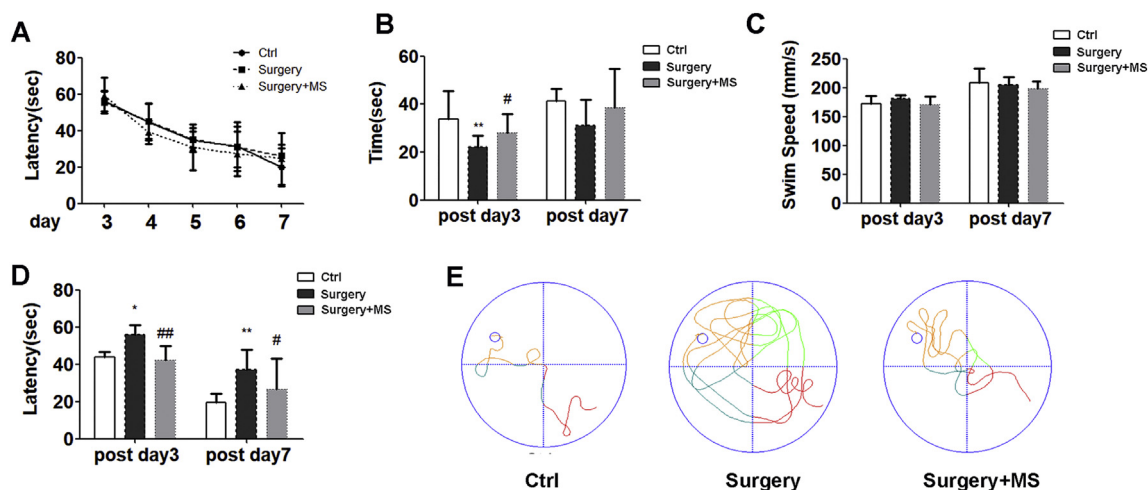 A
Latency(sec)
80
60
40
20
0
day
3 4 5 6 7
Ctrl
Surgery
Surgery+MS
B
Time(sec)
60
40
20
0
** #
post day3 post day7
Ctrl
Surgery
Surgery+MS
C
Swim Speed (mm/s)
250
200
150
100
50
0
post day3 post day7
Ctrl
Surgery
Surgery+MS
D
Latency(sec)
80
60
40
20
0
* ## ** #
post day3 post day7
Ctrl
Surgery
Surgery+MS
E
Ctrl Surgery Surgery+MS